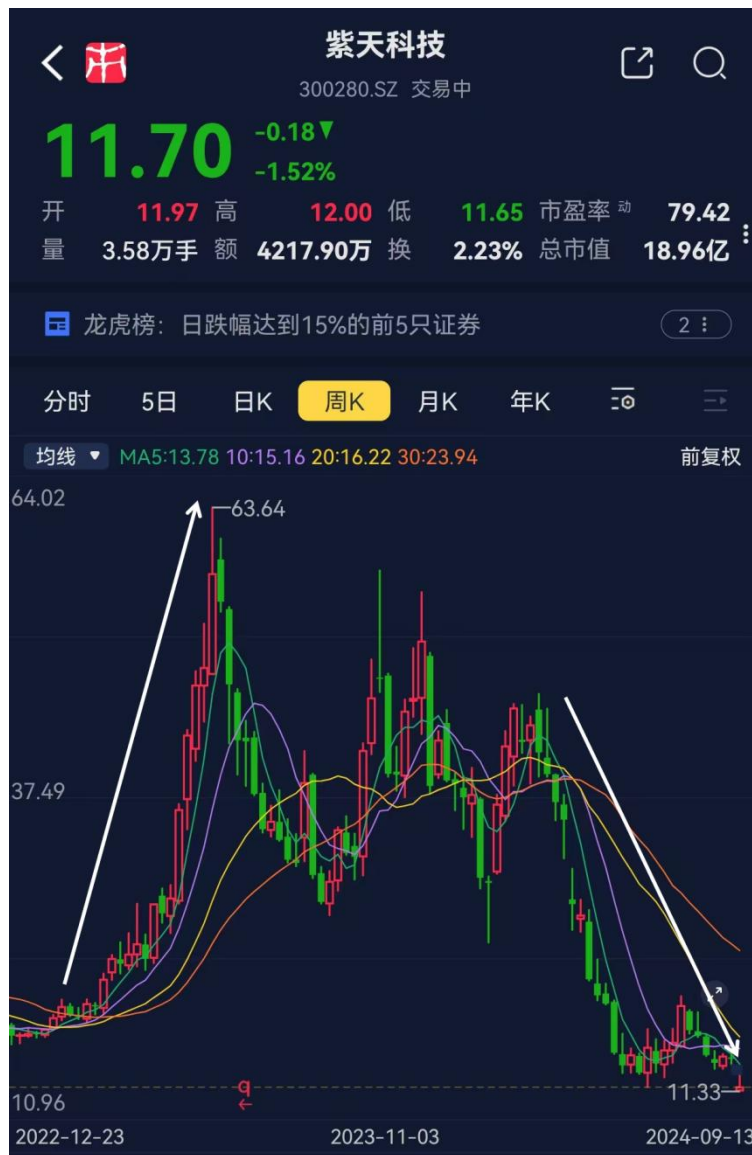 紫天科技
300280.SZ 交易中
11.70 -0.18▼
-1.52%
开 11.97 高 12.00 低 11.65 市盈率 动 79.42
量 3.58万手 额 4217.90万 换 2.23% 总市值 18.96亿
龙虎榜：日跌幅达到15%的前5只证券 2
分时 5日 日K 周K 月K 年K
均线 MA5:13.78 10:15.16 20:16.22 30:23.94 前复权
64.02
63.64
37.49
11.33
q
10.96
2022-12-23 2023-11-03 2024-09-13